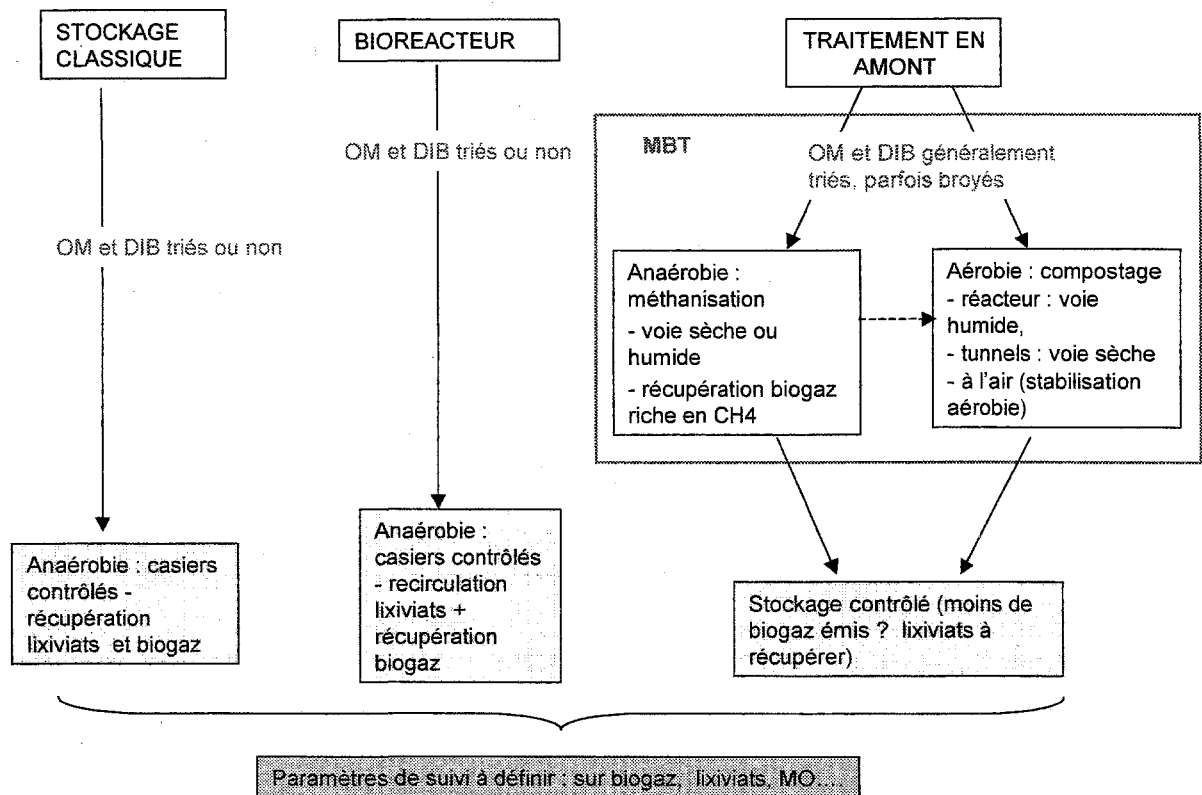 STOCKAGE
CLASSIQUE
OM et DIB triés ou non
Anaérobie : casiers
contrôlés -
récupération
lixiviats et biogaz
BIOREACTEUR
OM et DIB triés ou non
Anaérobie :
casiers contrôlés
- recirculation
lixiviats +
récupération
biogaz
TRAITEMENT EN
AMONT
MBT
OM et DIB généralement
triés, parfois broyés
Anaérobie :
méthanisation
- voie sèche ou
humide
- récupération biogaz
riche en CH4
Aérobie : compostage
- réacteur : voie
humide,
- tunnels : voie sèche
- à l'air (stabilisation
aérobie)
Stockage contrôlé (moins de
biogaz émis ? lixiviats à
récupérer)
Paramètres de suivi à définir : sur biogaz, lixiviats, MO....